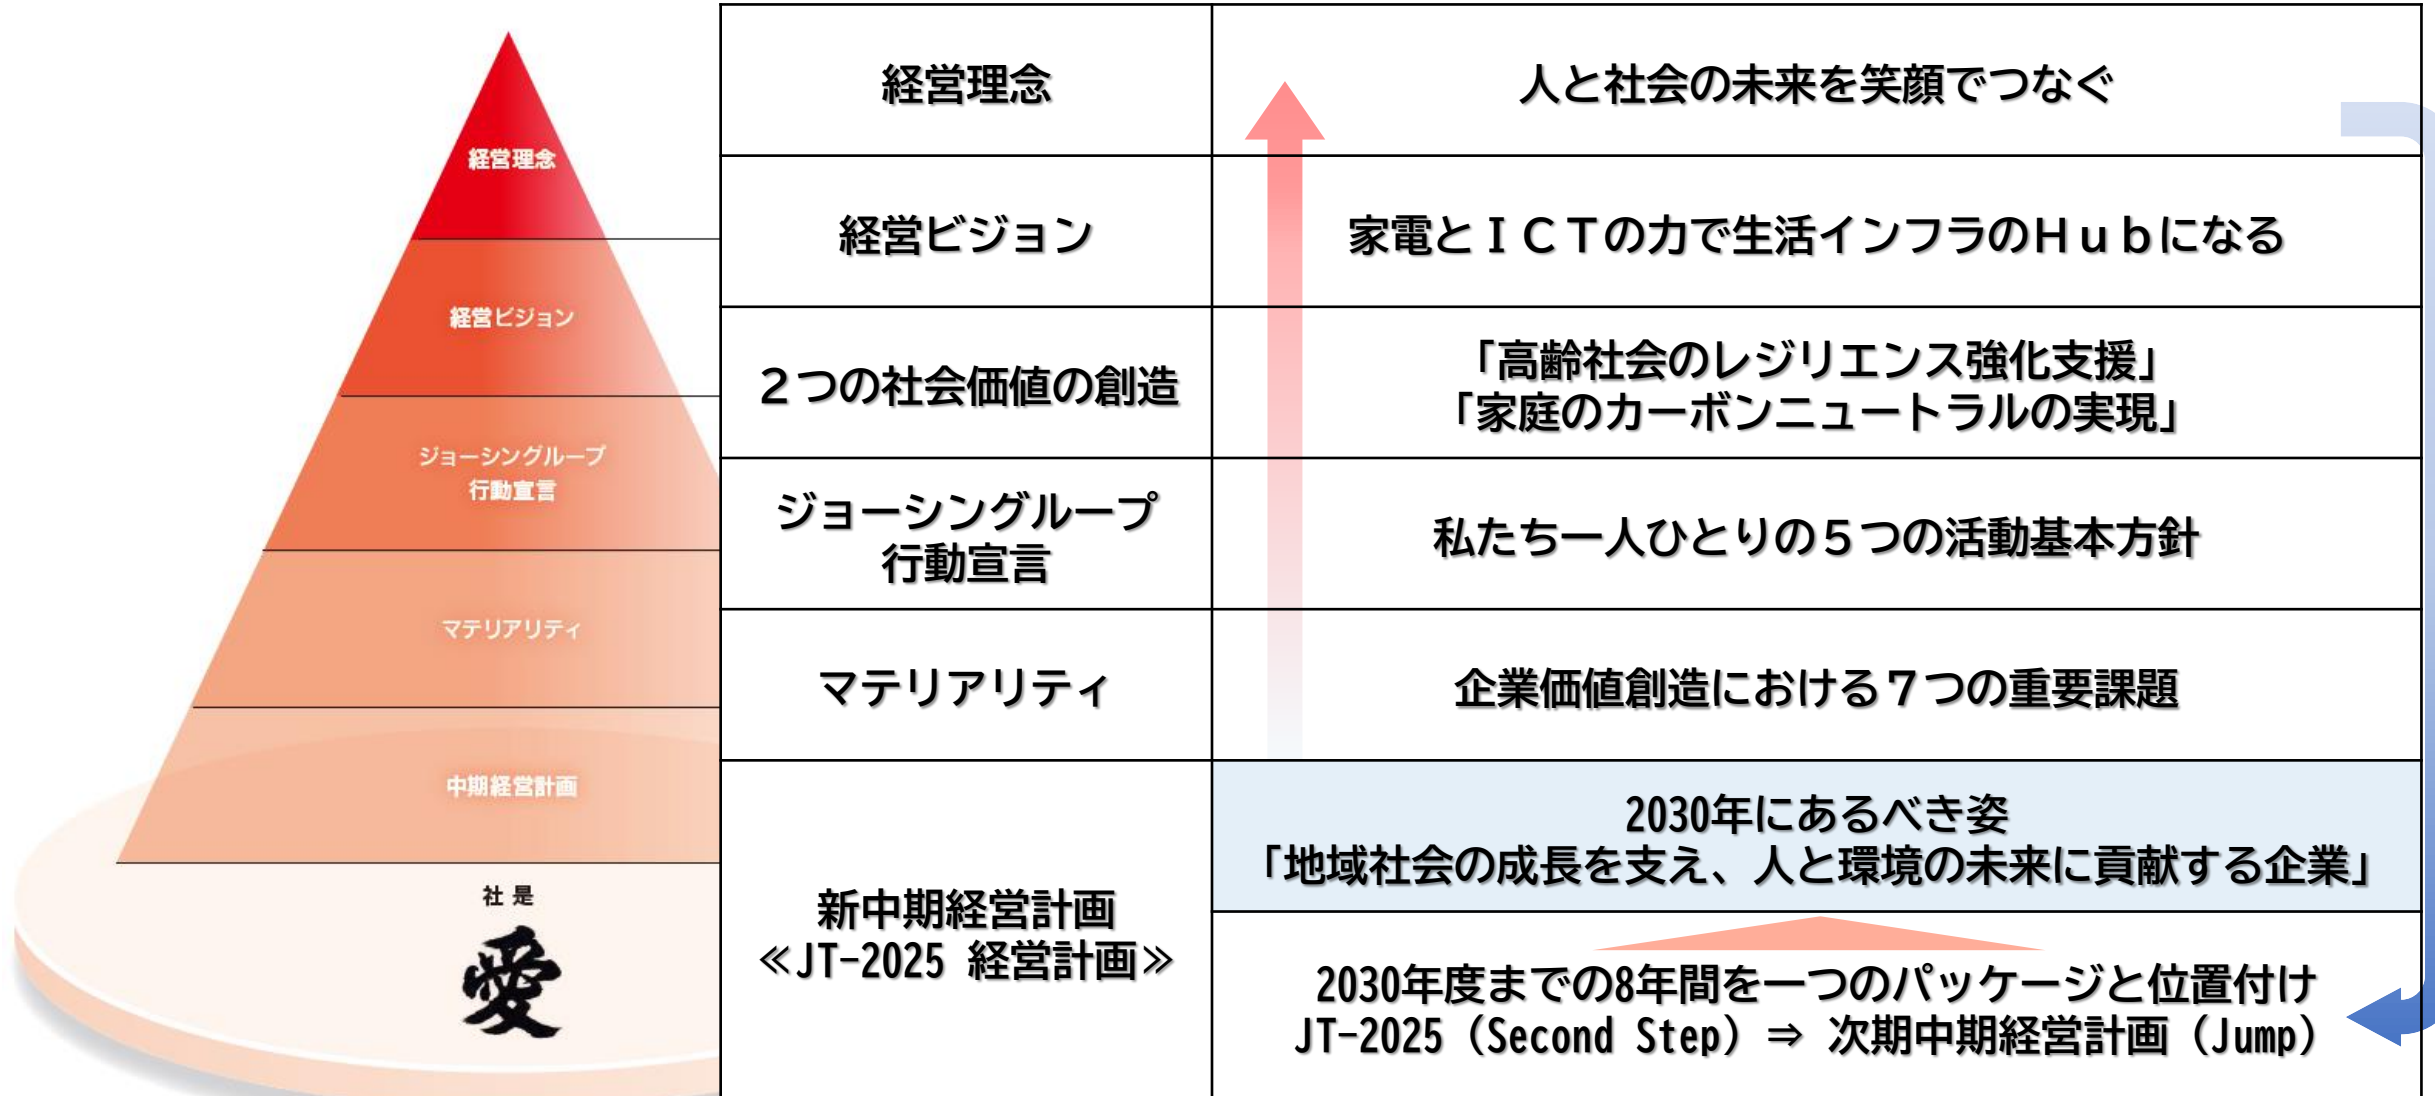 経営理念
経営ビジョン
ジョーシングループ
行動宣言
マテリアリティ
中期経営計画
社是
愛
経営理念
人と社会の未来を笑顔でつなぐ
経営ビジョン
家電とＩＣＴの力で生活インフラのＨｕｂになる
２つの社会価値の創造
「高齢社会のレジリエンス強化支援」
「家庭のカーボンニュートラルの実現」
ジョーシングループ
行動宣言
私たち一人ひとりの５つの活動基本方針
マテリアリティ
企業価値創造における７つの重要課題
新中期経営計画
≪JT-2025 経営計画≫
2030年にあるべき姿
「地域社会の成長を支え、人と環境の未来に貢献する企業」
2030年度までの8年間を一つのパッケージと位置付け
JT-2025（Second Step）⇒ 次期中期経営計画（Jump）